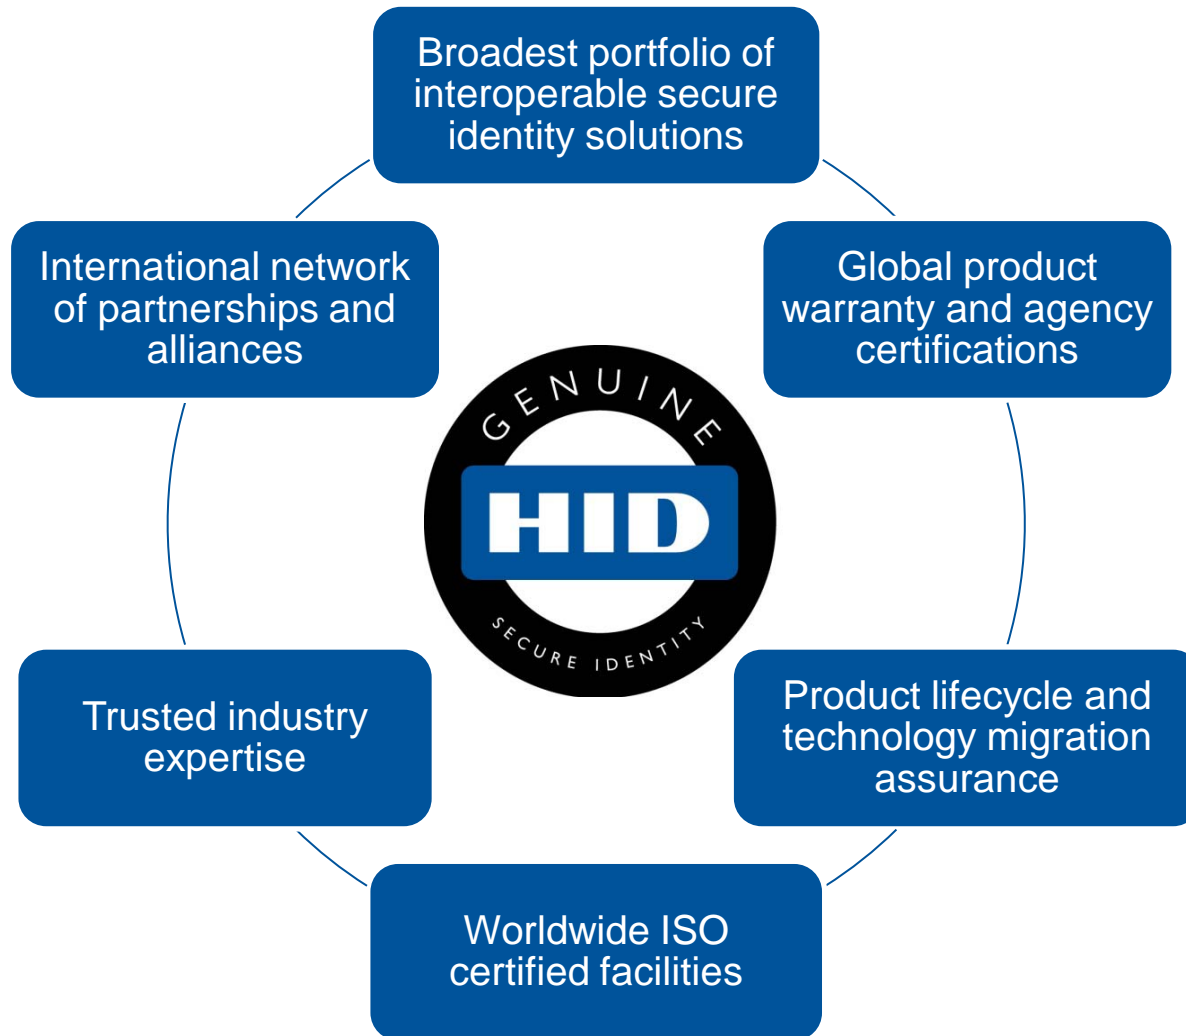 Broadest portfolio of
interoperable secure
identity solutions
International network
of partnerships and
alliances
Global product
warranty and agency
certifications
GENUINE
HID
SECURE IDENTITY
Trusted industry
expertise
Product lifecycle and
technology migration
assurance
Worldwide ISO
certified facilities